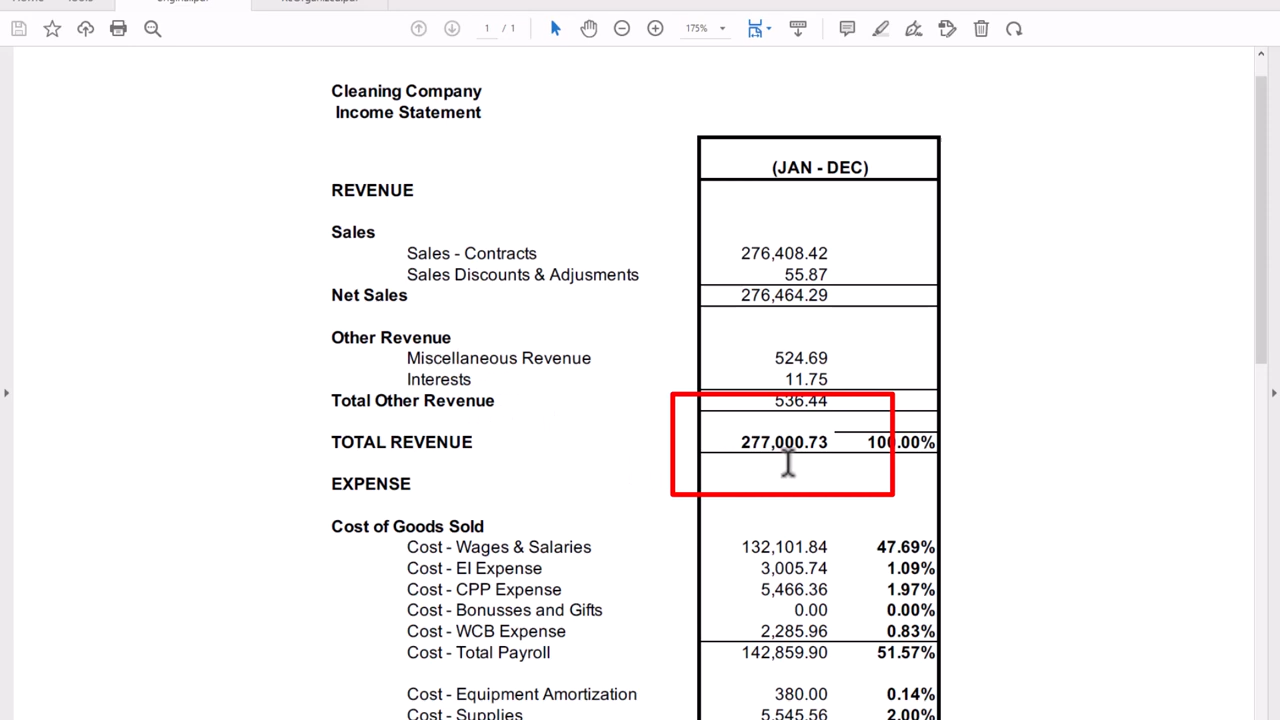 1 / 1 175%
Cleaning Company
Income Statement
(JAN - DEC)
REVENUE
Sales
Sales - Contracts 276,408.42
Sales Discounts & Adjusments 55.87
Net Sales 276,464.29
Other Revenue
Miscellaneous Revenue 524.69
Interests 11.75
Total Other Revenue 536.44
TOTAL REVENUE 277,000.73 100.00%
EXPENSE
Cost of Goods Sold
Cost - Wages & Salaries 132,101.84 47.69%
Cost - EI Expense 3,005.74 1.09%
Cost - CPP Expense 5,466.36 1.97%
Cost - Bonusses and Gifts 0.00 0.00%
Cost - WCB Expense 2,285.96 0.83%
Cost - Total Payroll 142,859.90 51.57%
Cost - Equipment Amortization 380.00 0.14%
Cost - Supplies 5,545.56 2.00%